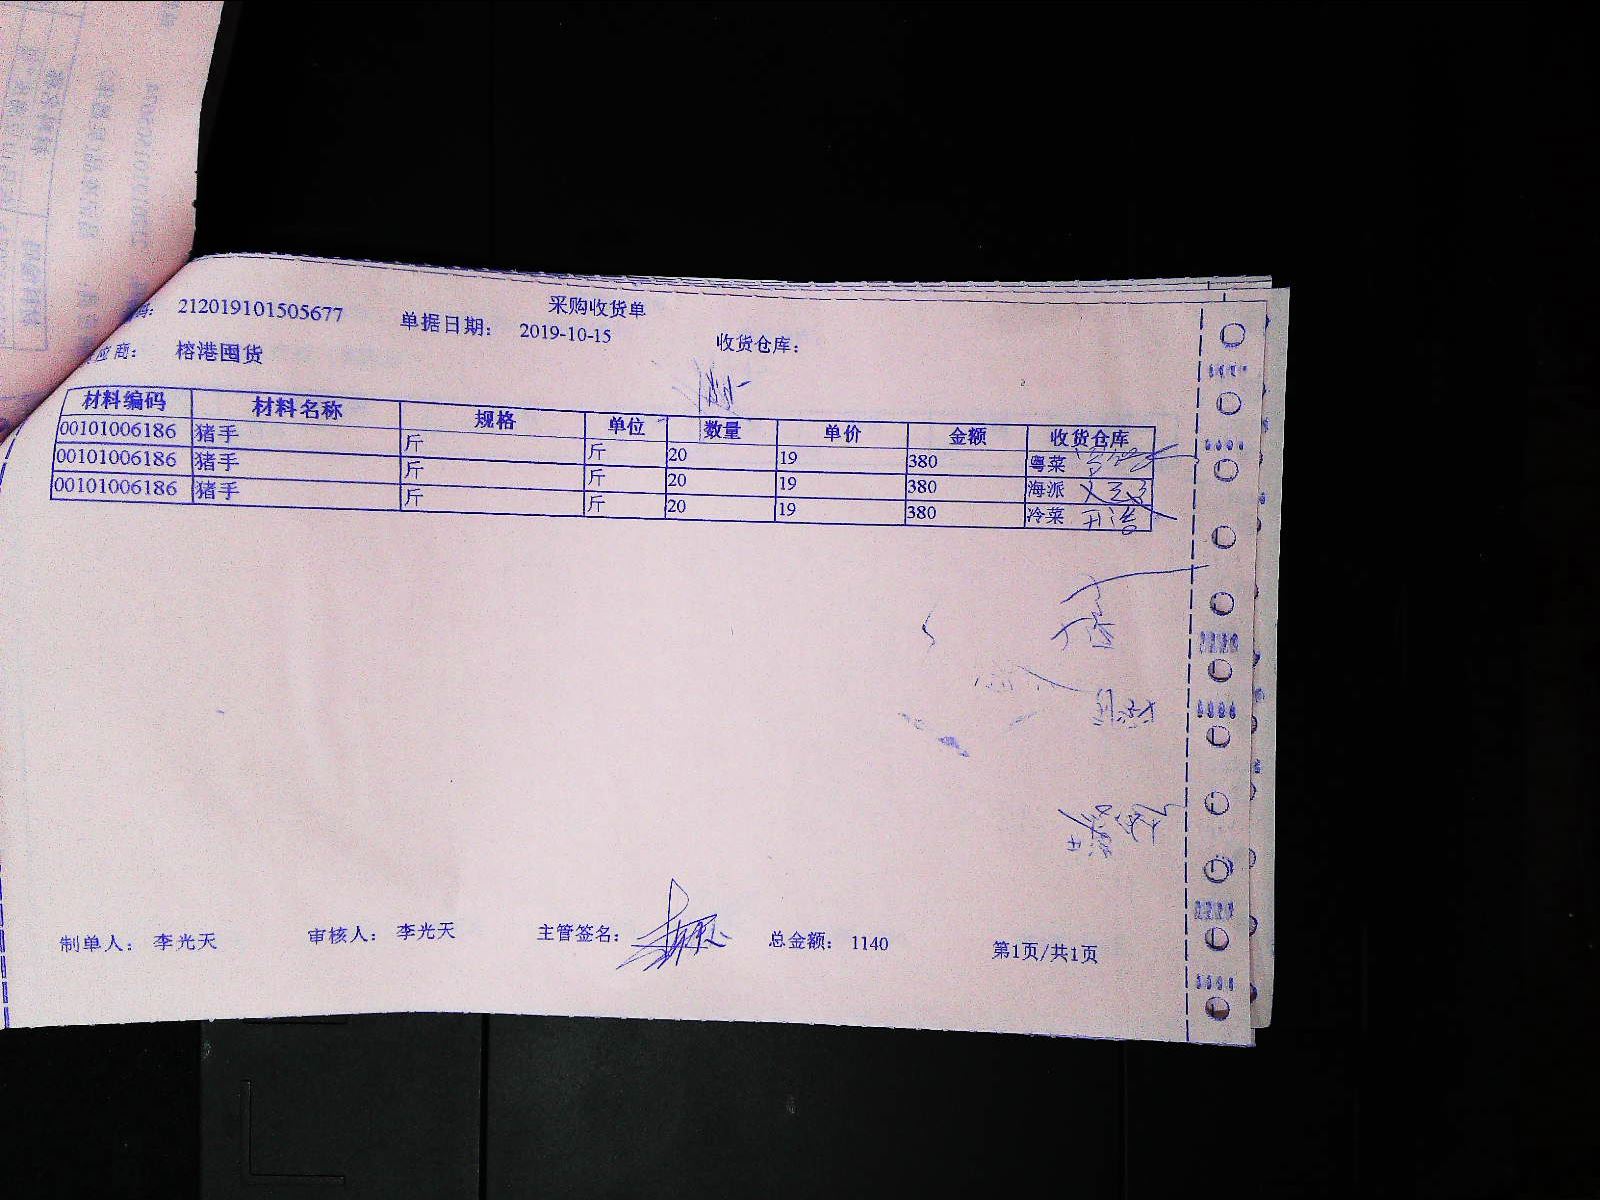 采购收货单
码： 212019101505677 单据日期： 2019-10-15 收货仓库：
应商： 榕港囤货
材料编码 材料名称 规格 单位 数量 单价 金额 收货仓库
00101006186 猪手 斤 斤 20 19 380 粤菜
00101006186 猪手 斤 斤 20 19 380 海派
00101006186 猪手 斤 斤 20 19 380 冷菜
制单人： 李光天 审核人： 李光天 主管签名： 总金额： 1140 第1页/共1页